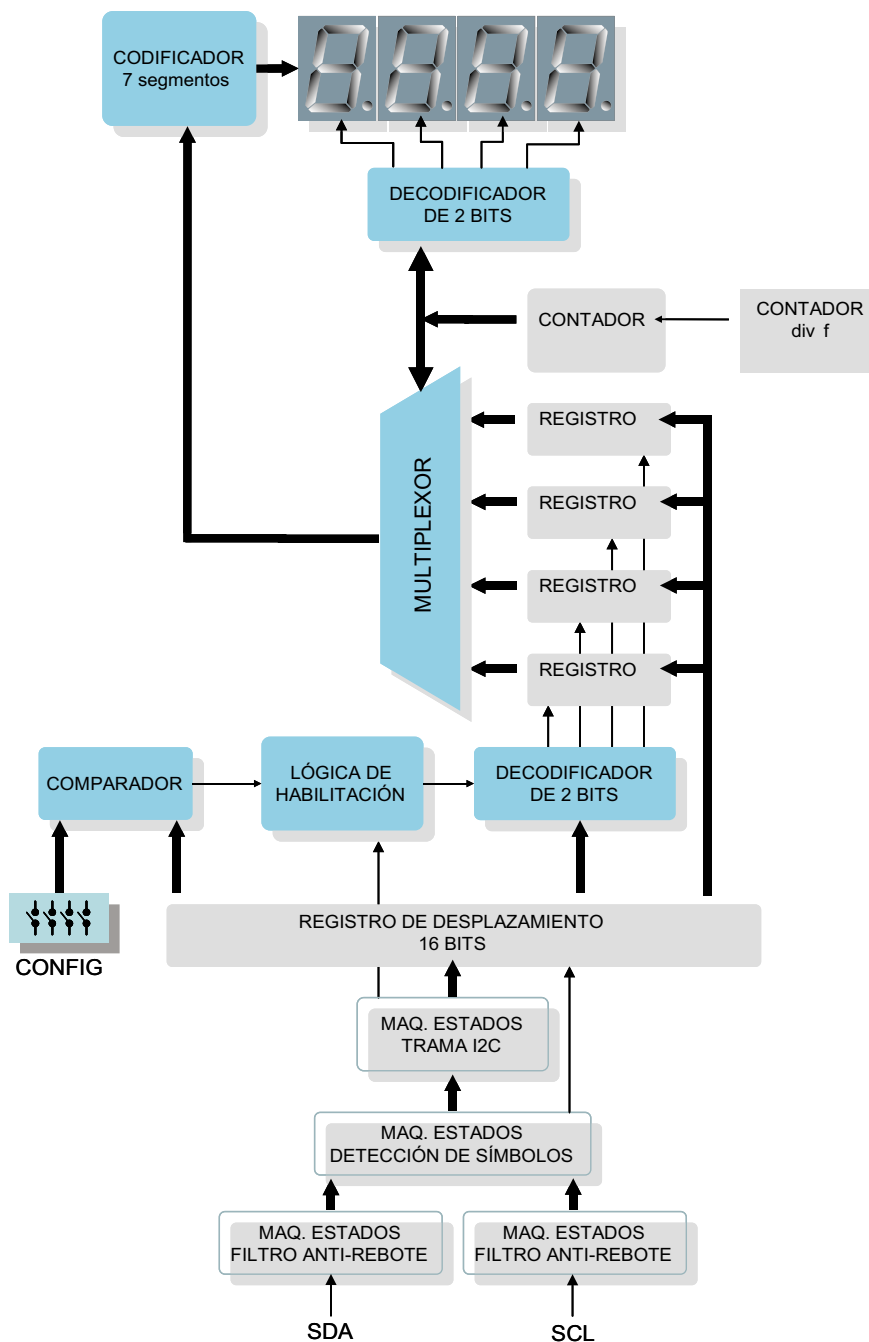 CODIFICADOR
7 segmentos
DECODIFICADOR
DE 2 BITS
CONTADOR
CONTADOR
div f
REGISTRO
REGISTRO
REGISTRO
REGISTRO
MULTIPLEXOR
COMPARADOR
LÓGICA DE
HABILITACIÓN
DECODIFICADOR
DE 2 BITS
CONFIG
REGISTRO DE DESPLAZAMIENTO
16 BITS
MAQ. ESTADOS
TRAMA I2C
MAQ. ESTADOS
DETECCIÓN DE SÍMBOLOS
MAQ. ESTADOS
FILTRO ANTI-REBOTE
MAQ. ESTADOS
FILTRO ANTI-REBOTE
SDA
SCL